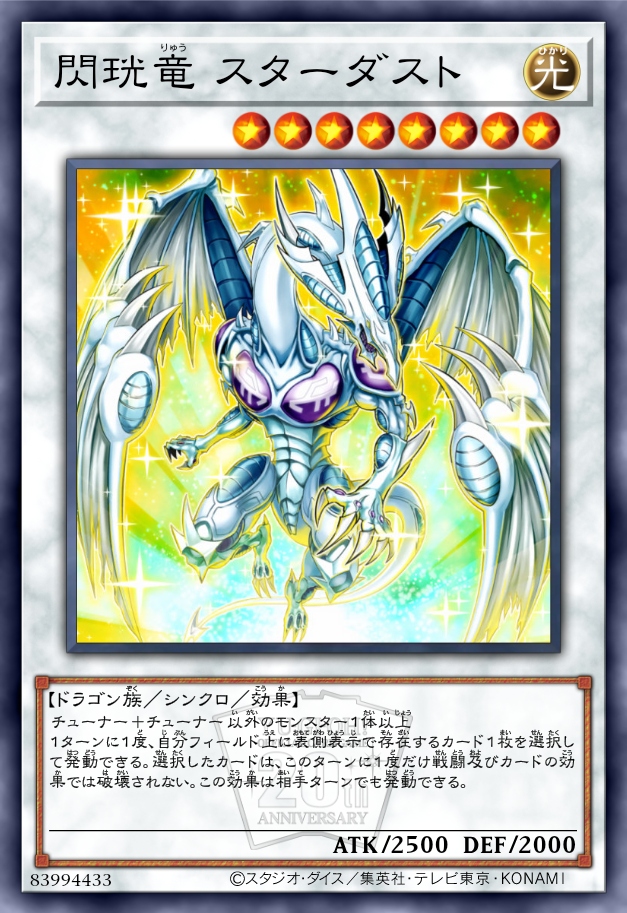 閃珖竜 スターダスト
光
【ドラゴン族／シンクロ／効果】
チューナー＋チューナー以外のモンスター1体以上
1ターンに1度、自分フィールド上に表側表示で存在するカード1枚を選択し
て発動できる。選択したカードは、このターンに1度だけ戦闘及びカードの効
果では破壊されない。この効果は相手ターンでも発動できる。
20th
ANNIVERSARY
ATK/2500 DEF/2000
83994433 ©スタジオ・ダイス／集英社・テレビ東京・KONAMI